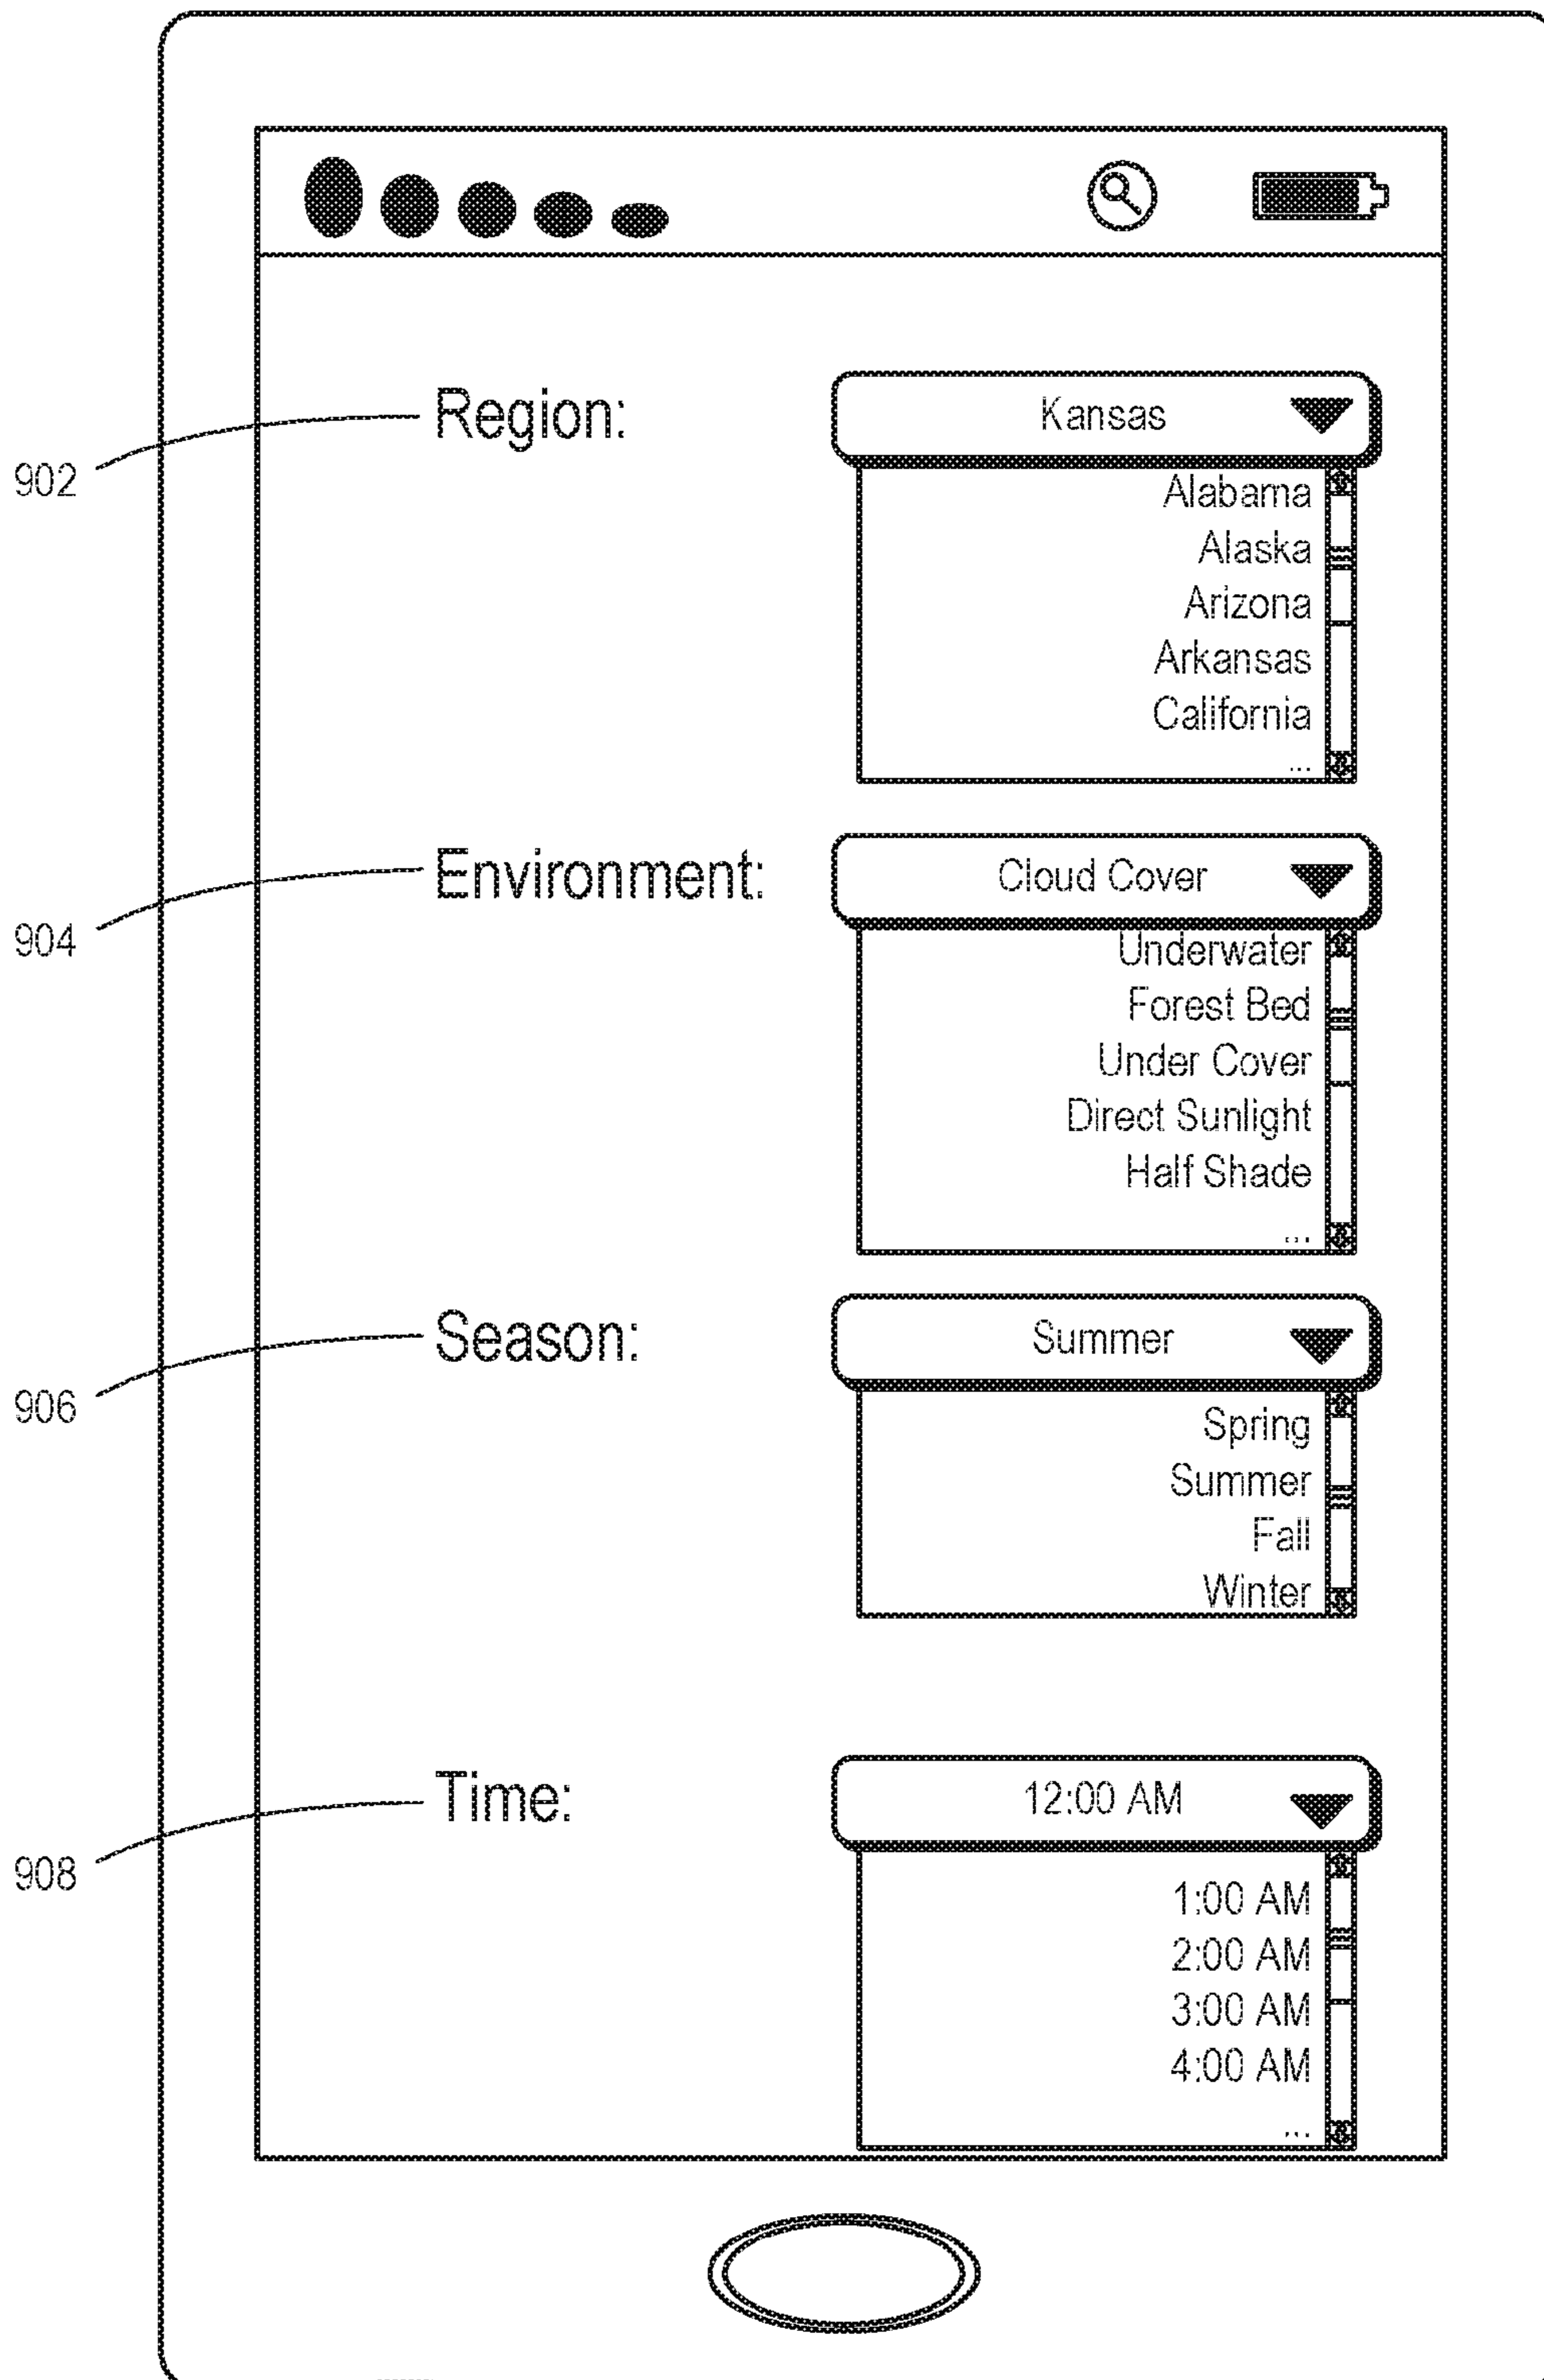 Region:
Kansas
902
Alabama
Alaska
Arizona
Arkansas
California
...
Environment:
Cloud Cover
904
Underwater
Forest Bed
Under Cover
Direct Sunlight
Half Shade
...
Season:
Summer
906
Spring
Summer
Fall
Winter
Time:
12:00 AM
908
1:00 AM
2:00 AM
3:00 AM
4:00 AM
...